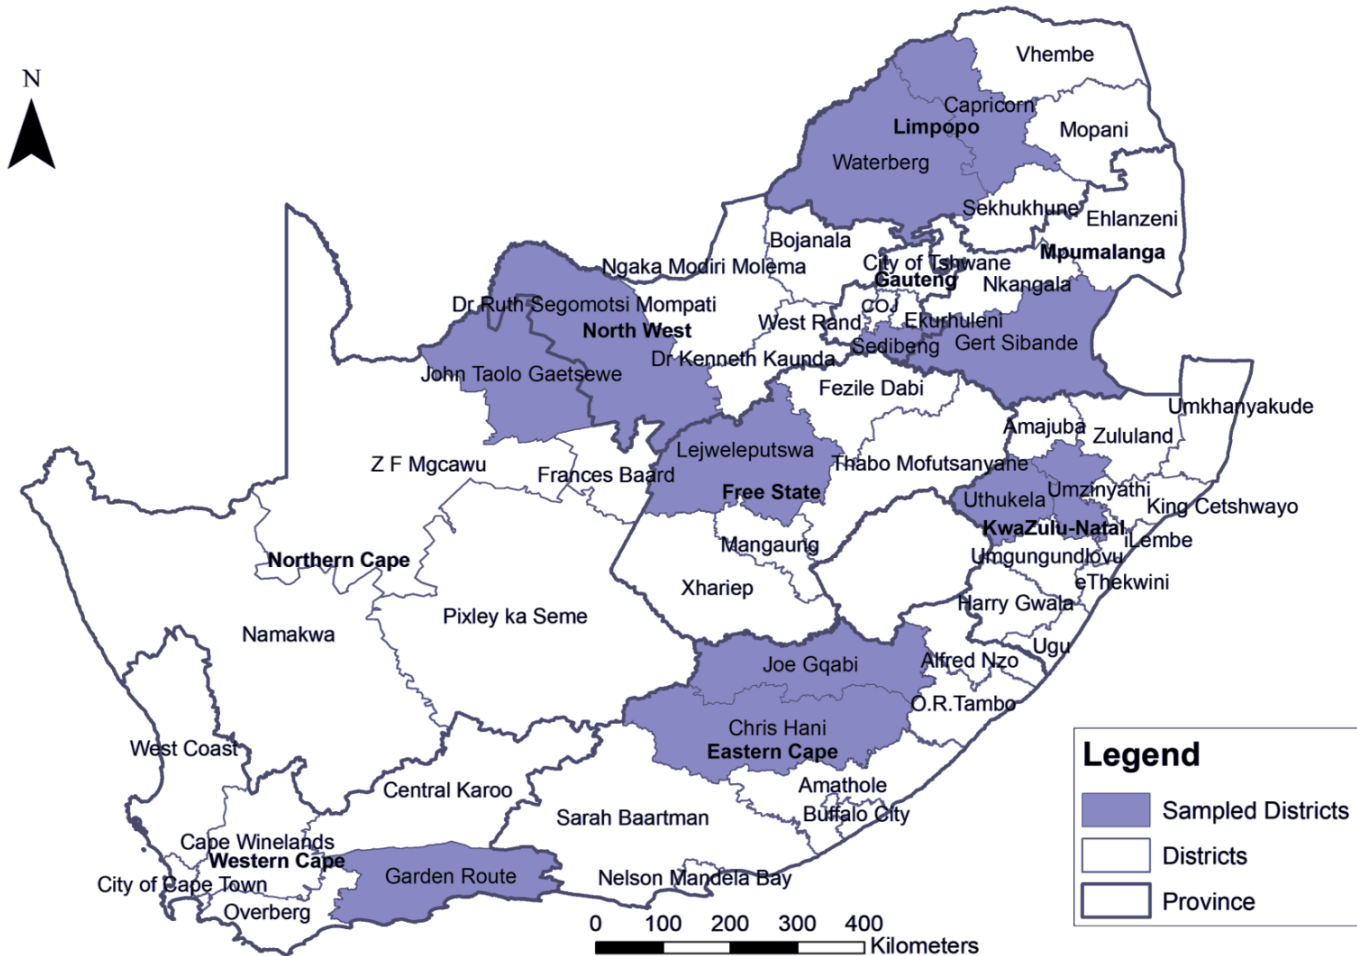 N
Vhembe
Capricorn
Limpopo
Mopani
Waterberg
Sekhukhune
Ehlanzeni
Bojanala
Mpumalanga
Ngaka Modiri Molema
City of Tshwane
Gauteng
Nkangala
Dr Ruth Segomotsi Mompati
COJ
North West
West Rand
Ekurhuleni
Sedibeng
Gert Sibande
Dr Kenneth Kaunda
John Taolo Gaetsewe
Fezile Dabi
Umkhanyakude
Amajuba
Zululand
Lejweleputswa
Z F Mgcawu
Frances Baard
Thabo Mofutsanyane
Free State
Uthukela
Umzinyathi
King Cetshwayo
KwaZulu-Natal
iLembe
Mangaung
Umgungundlovu
Northern Cape
eThekwini
Xhariep
Harry Gwala
Pixley ka Seme
Namakwa
Ugu
Joe Gqabi
Alfred Nzo
O.R.Tambo
Chris Hani
Eastern Cape
West Coast
Central Karoo
Amathole
Buffalo City
Sarah Baartman
Cape Winelands
Western Cape
Garden Route
Nelson Mandela Bay
City of Cape Town
Overberg
Legend
Sampled Districts
Districts
Province
0 100 200 300 400
Kilometers